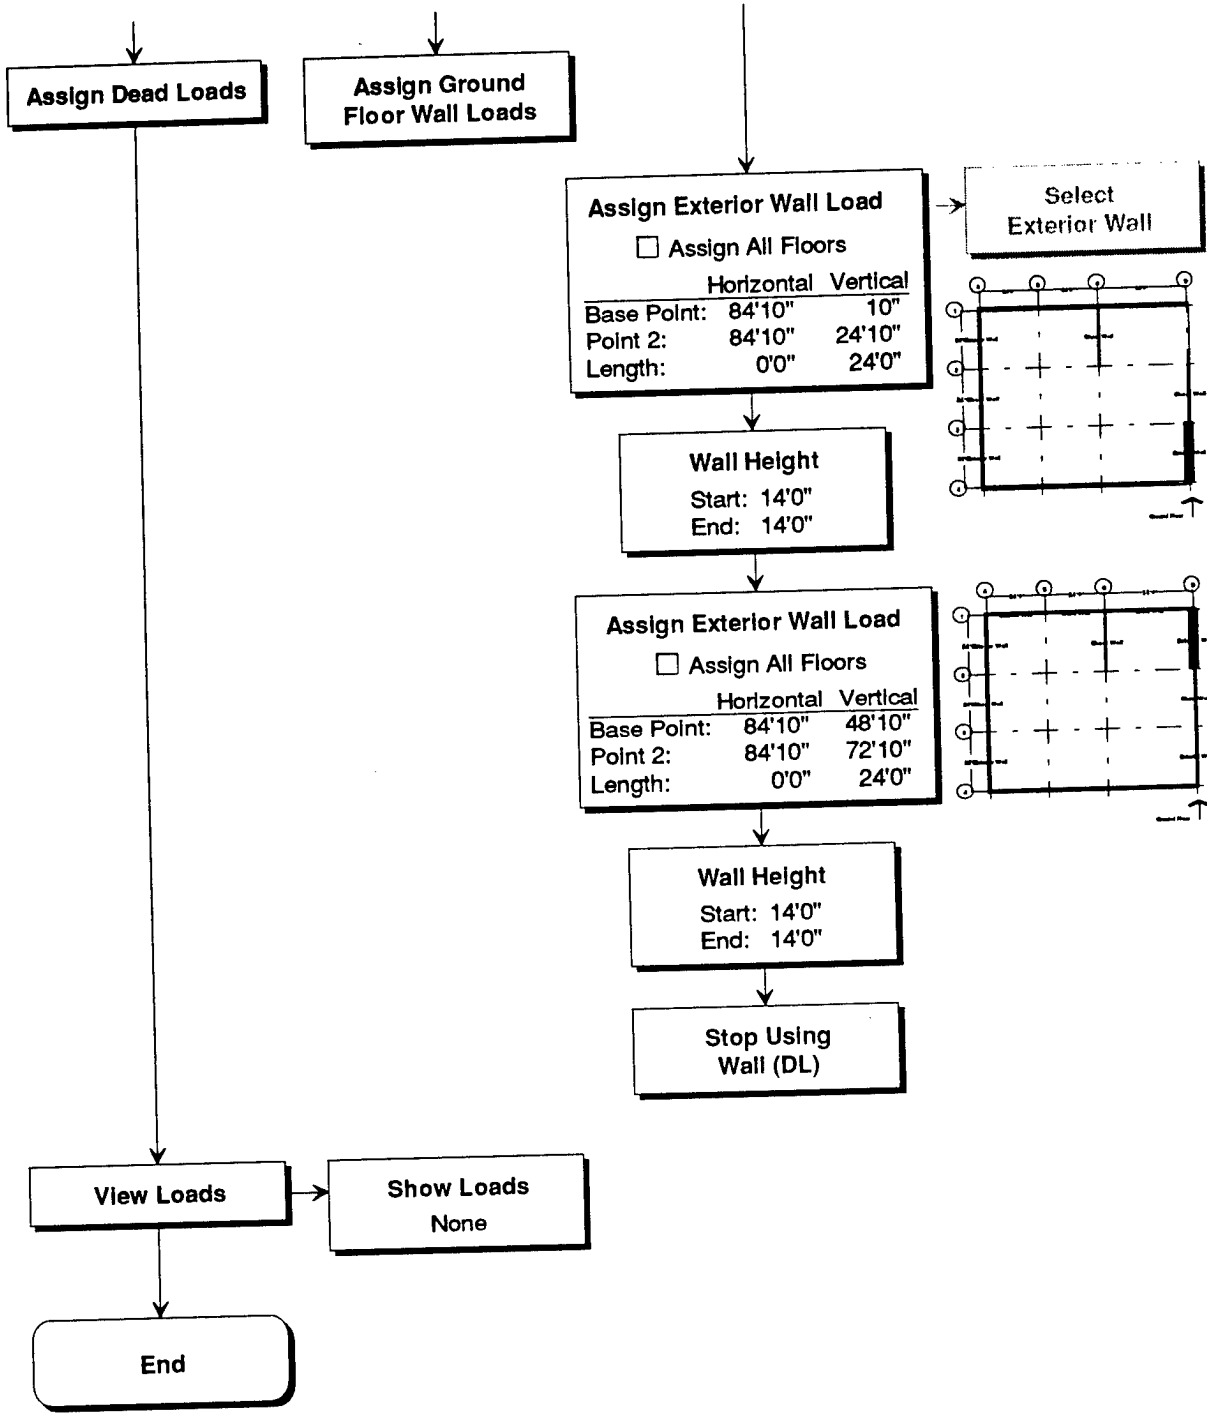 Assign Dead Loads
Assign Ground
Floor Wall Loads
Assign Exterior Wall Load
Assign All Floors
Horizontal Vertical
Base Point: 84'10" 10"
Point 2: 84'10" 24'10"
Length: 0'0" 24'0"
Select
Exterior Wall
Wall Height
Start: 14'0"
End: 14'0"
Ground Floor
Assign Exterior Wall Load
Assign All Floors
Horizontal Vertical
Base Point: 84'10" 48'10"
Point 2: 84'10" 72'10"
Length: 0'0" 24'0"
Ground Floor
Wall Height
Start: 14'0"
End: 14'0"
Stop Using
Wall (DL)
View Loads
Show Loads
None
End